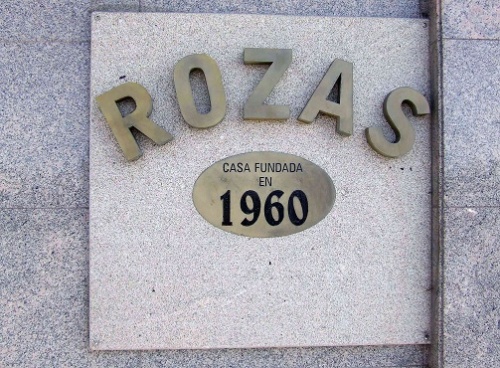 ROZAS
CASA FUNDADA
EN
1960